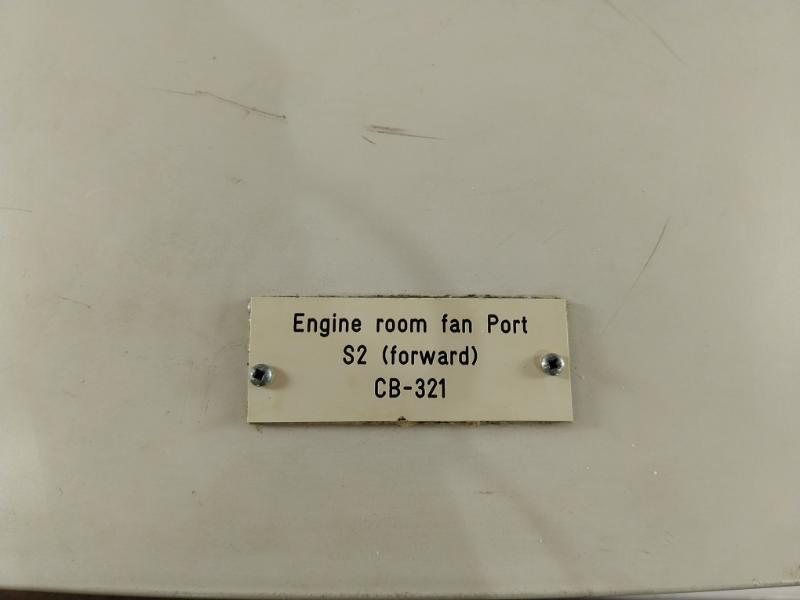 Engine room fan Port
S2 (forward)
CB-321